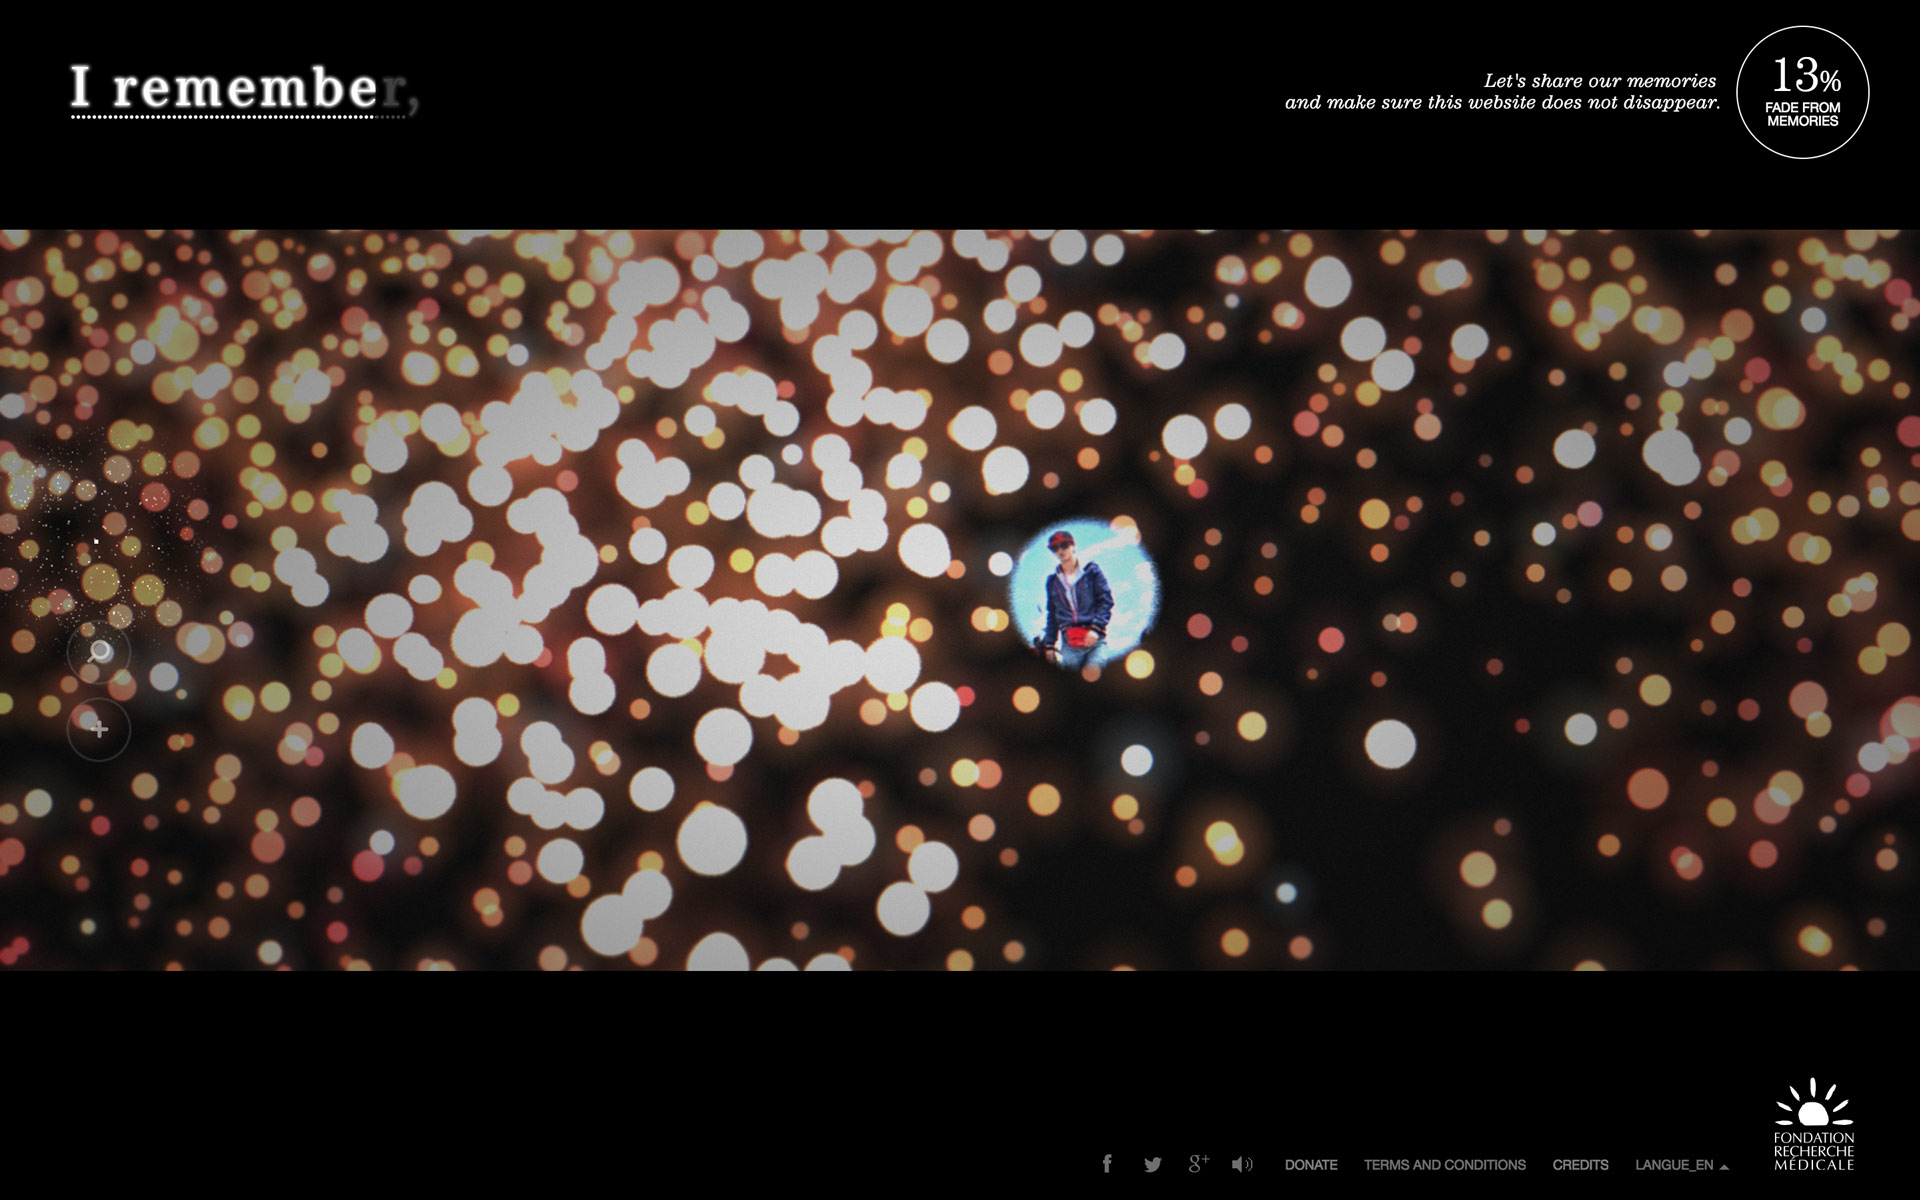 I remember,
Let's share our memories
and make sure this website does not disappear.
13%
FADE FROM
MEMORIES
g+
DONATE
TERMS AND CONDITIONS
CREDITS
LANGUE_EN
FONDATION
RECHERCHE
MÉDICALE